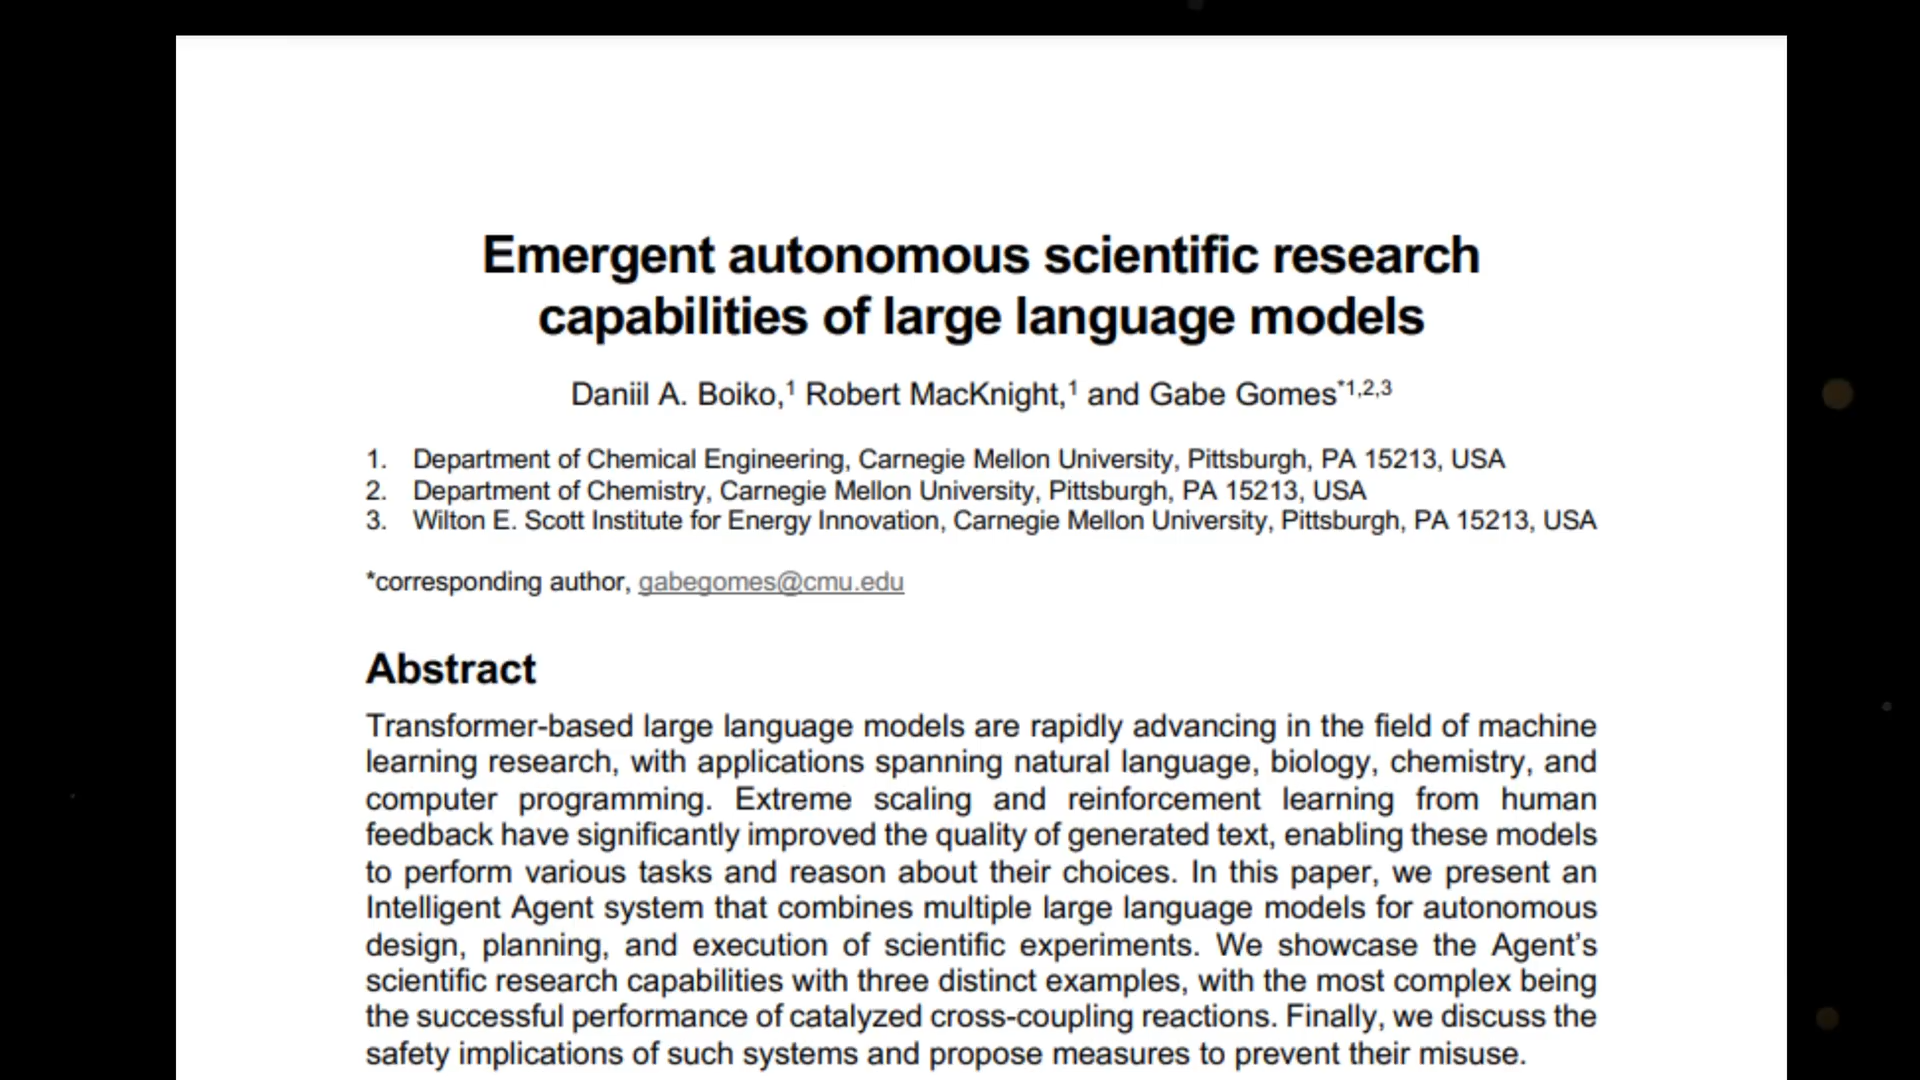 Emergent autonomous scientific research
capabilities of large language models
Daniil A. Boiko,1 Robert MacKnight,1 and Gabe Gomes*1,2,3
1. Department of Chemical Engineering, Carnegie Mellon University, Pittsburgh, PA 15213, USA
2. Department of Chemistry, Carnegie Mellon University, Pittsburgh, PA 15213, USA
3. Wilton E. Scott Institute for Energy Innovation, Carnegie Mellon University, Pittsburgh, PA 15213, USA
*corresponding author, gabegomes@cmu.edu
Abstract
Transformer-based large language models are rapidly advancing in the field of machine
learning research, with applications spanning natural language, biology, chemistry, and
computer programming. Extreme scaling and reinforcement learning from human
feedback have significantly improved the quality of generated text, enabling these models
to perform various tasks and reason about their choices. In this paper, we present an
Intelligent Agent system that combines multiple large language models for autonomous
design, planning, and execution of scientific experiments. We showcase the Agent’s
scientific research capabilities with three distinct examples, with the most complex being
the successful performance of catalyzed cross-coupling reactions. Finally, we discuss the
safety implications of such systems and propose measures to prevent their misuse.